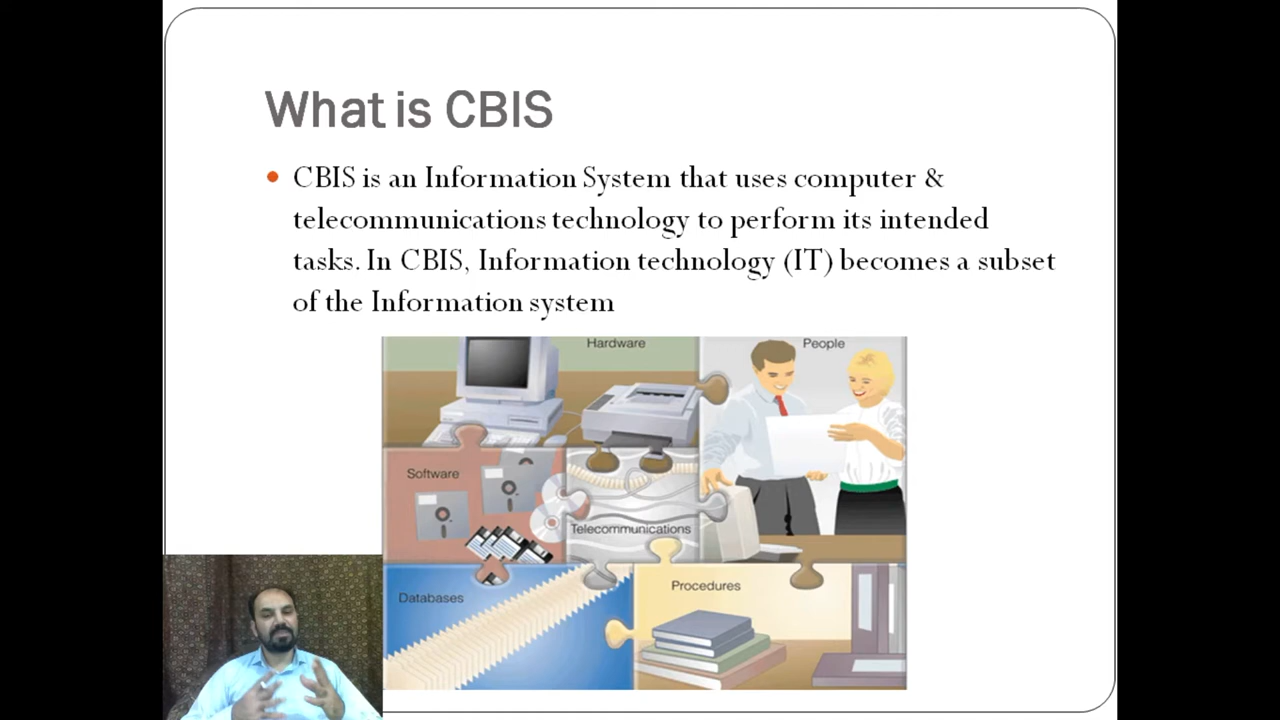 What is CBIS
CBIS is an Information System that uses computer &
telecommunications technology to perform its intended
tasks. In CBIS, Information technology (IT) becomes a subset
of the Information system
Hardware
People
Software
Telecommunications
Databases
Procedures